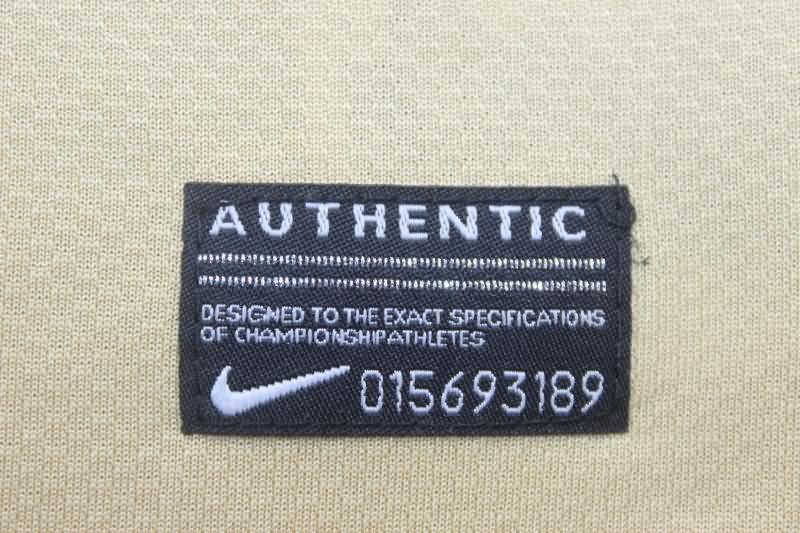 AUTHENTIC
DESIGNED TO THE EXACT SPECIFICATIONS
OF CHAMPIONSHIPATHLETES
015693189